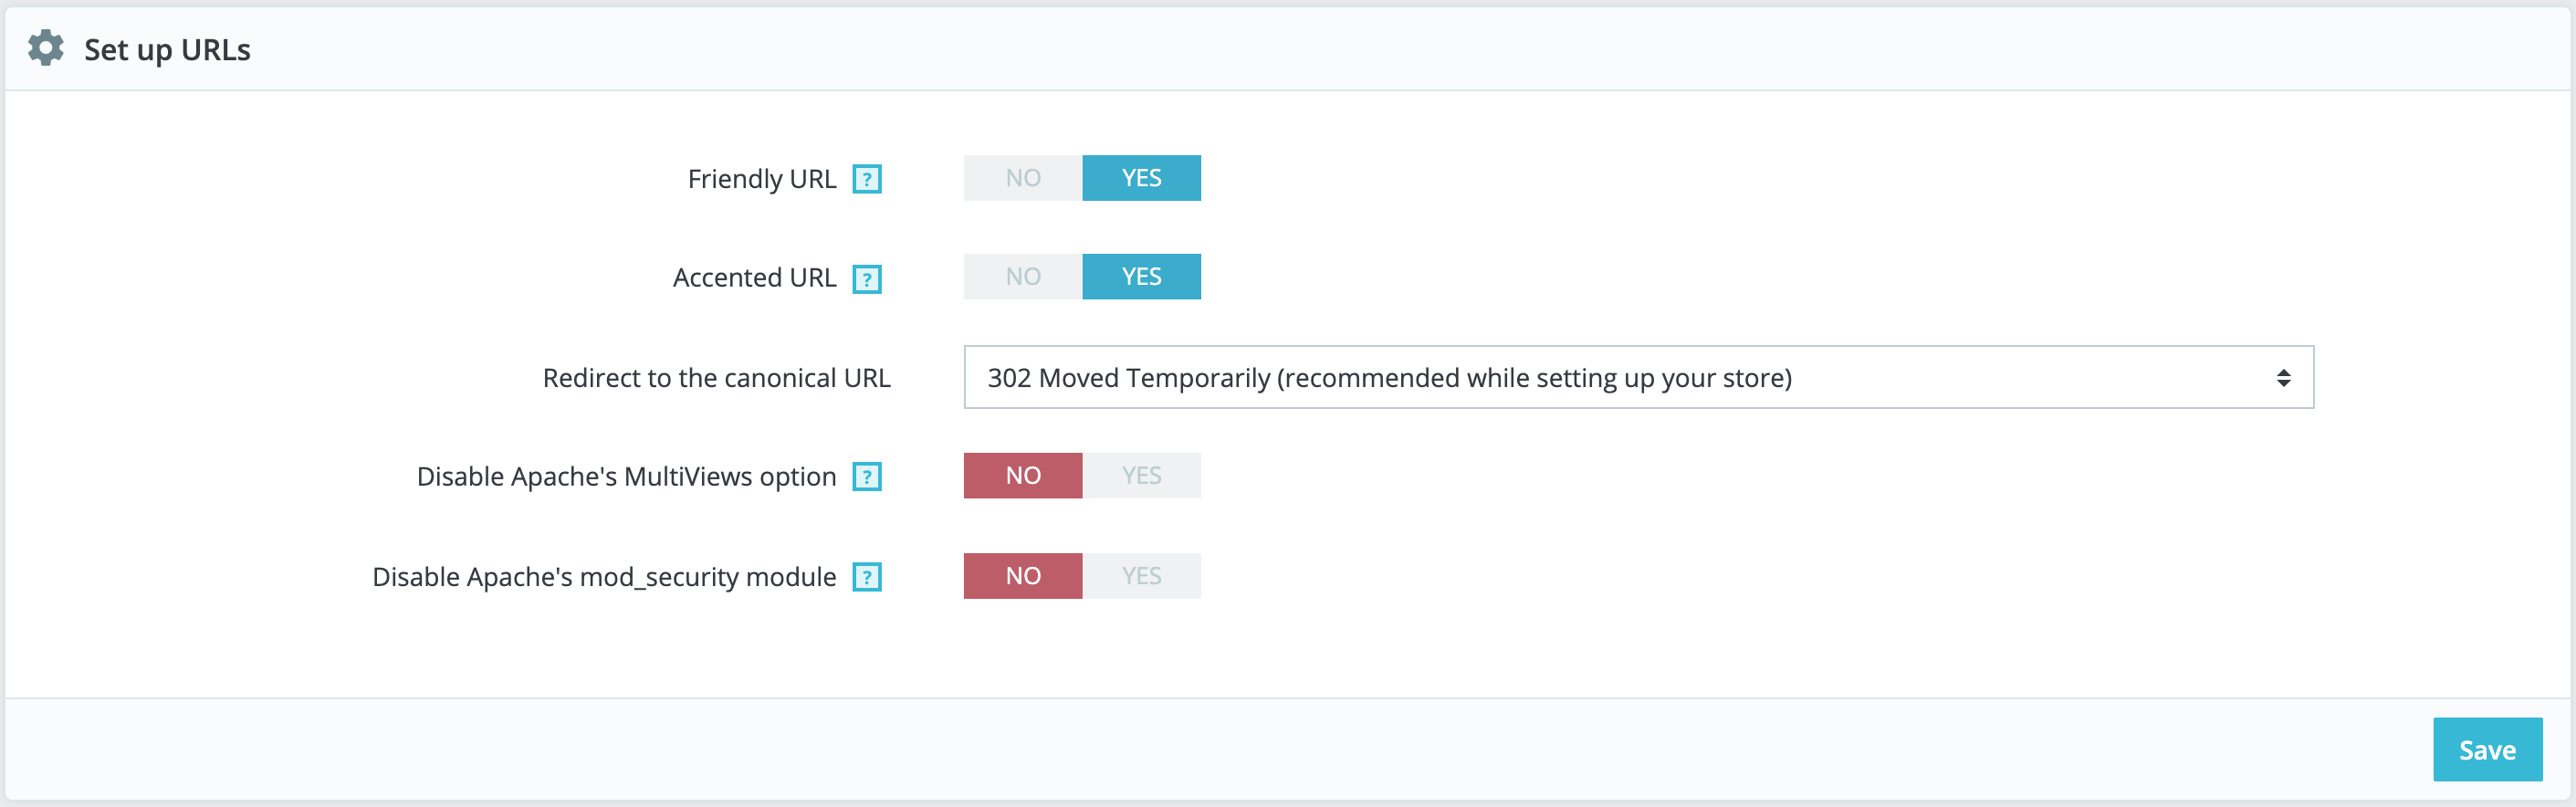 Set up URLs
Friendly URL ? NO YES
Accented URL ? NO YES
Redirect to the canonical URL 302 Moved Temporarily (recommended while setting up your store)
Disable Apache's MultiViews option ? NO YES
Disable Apache's mod_security module ? NO YES
Save